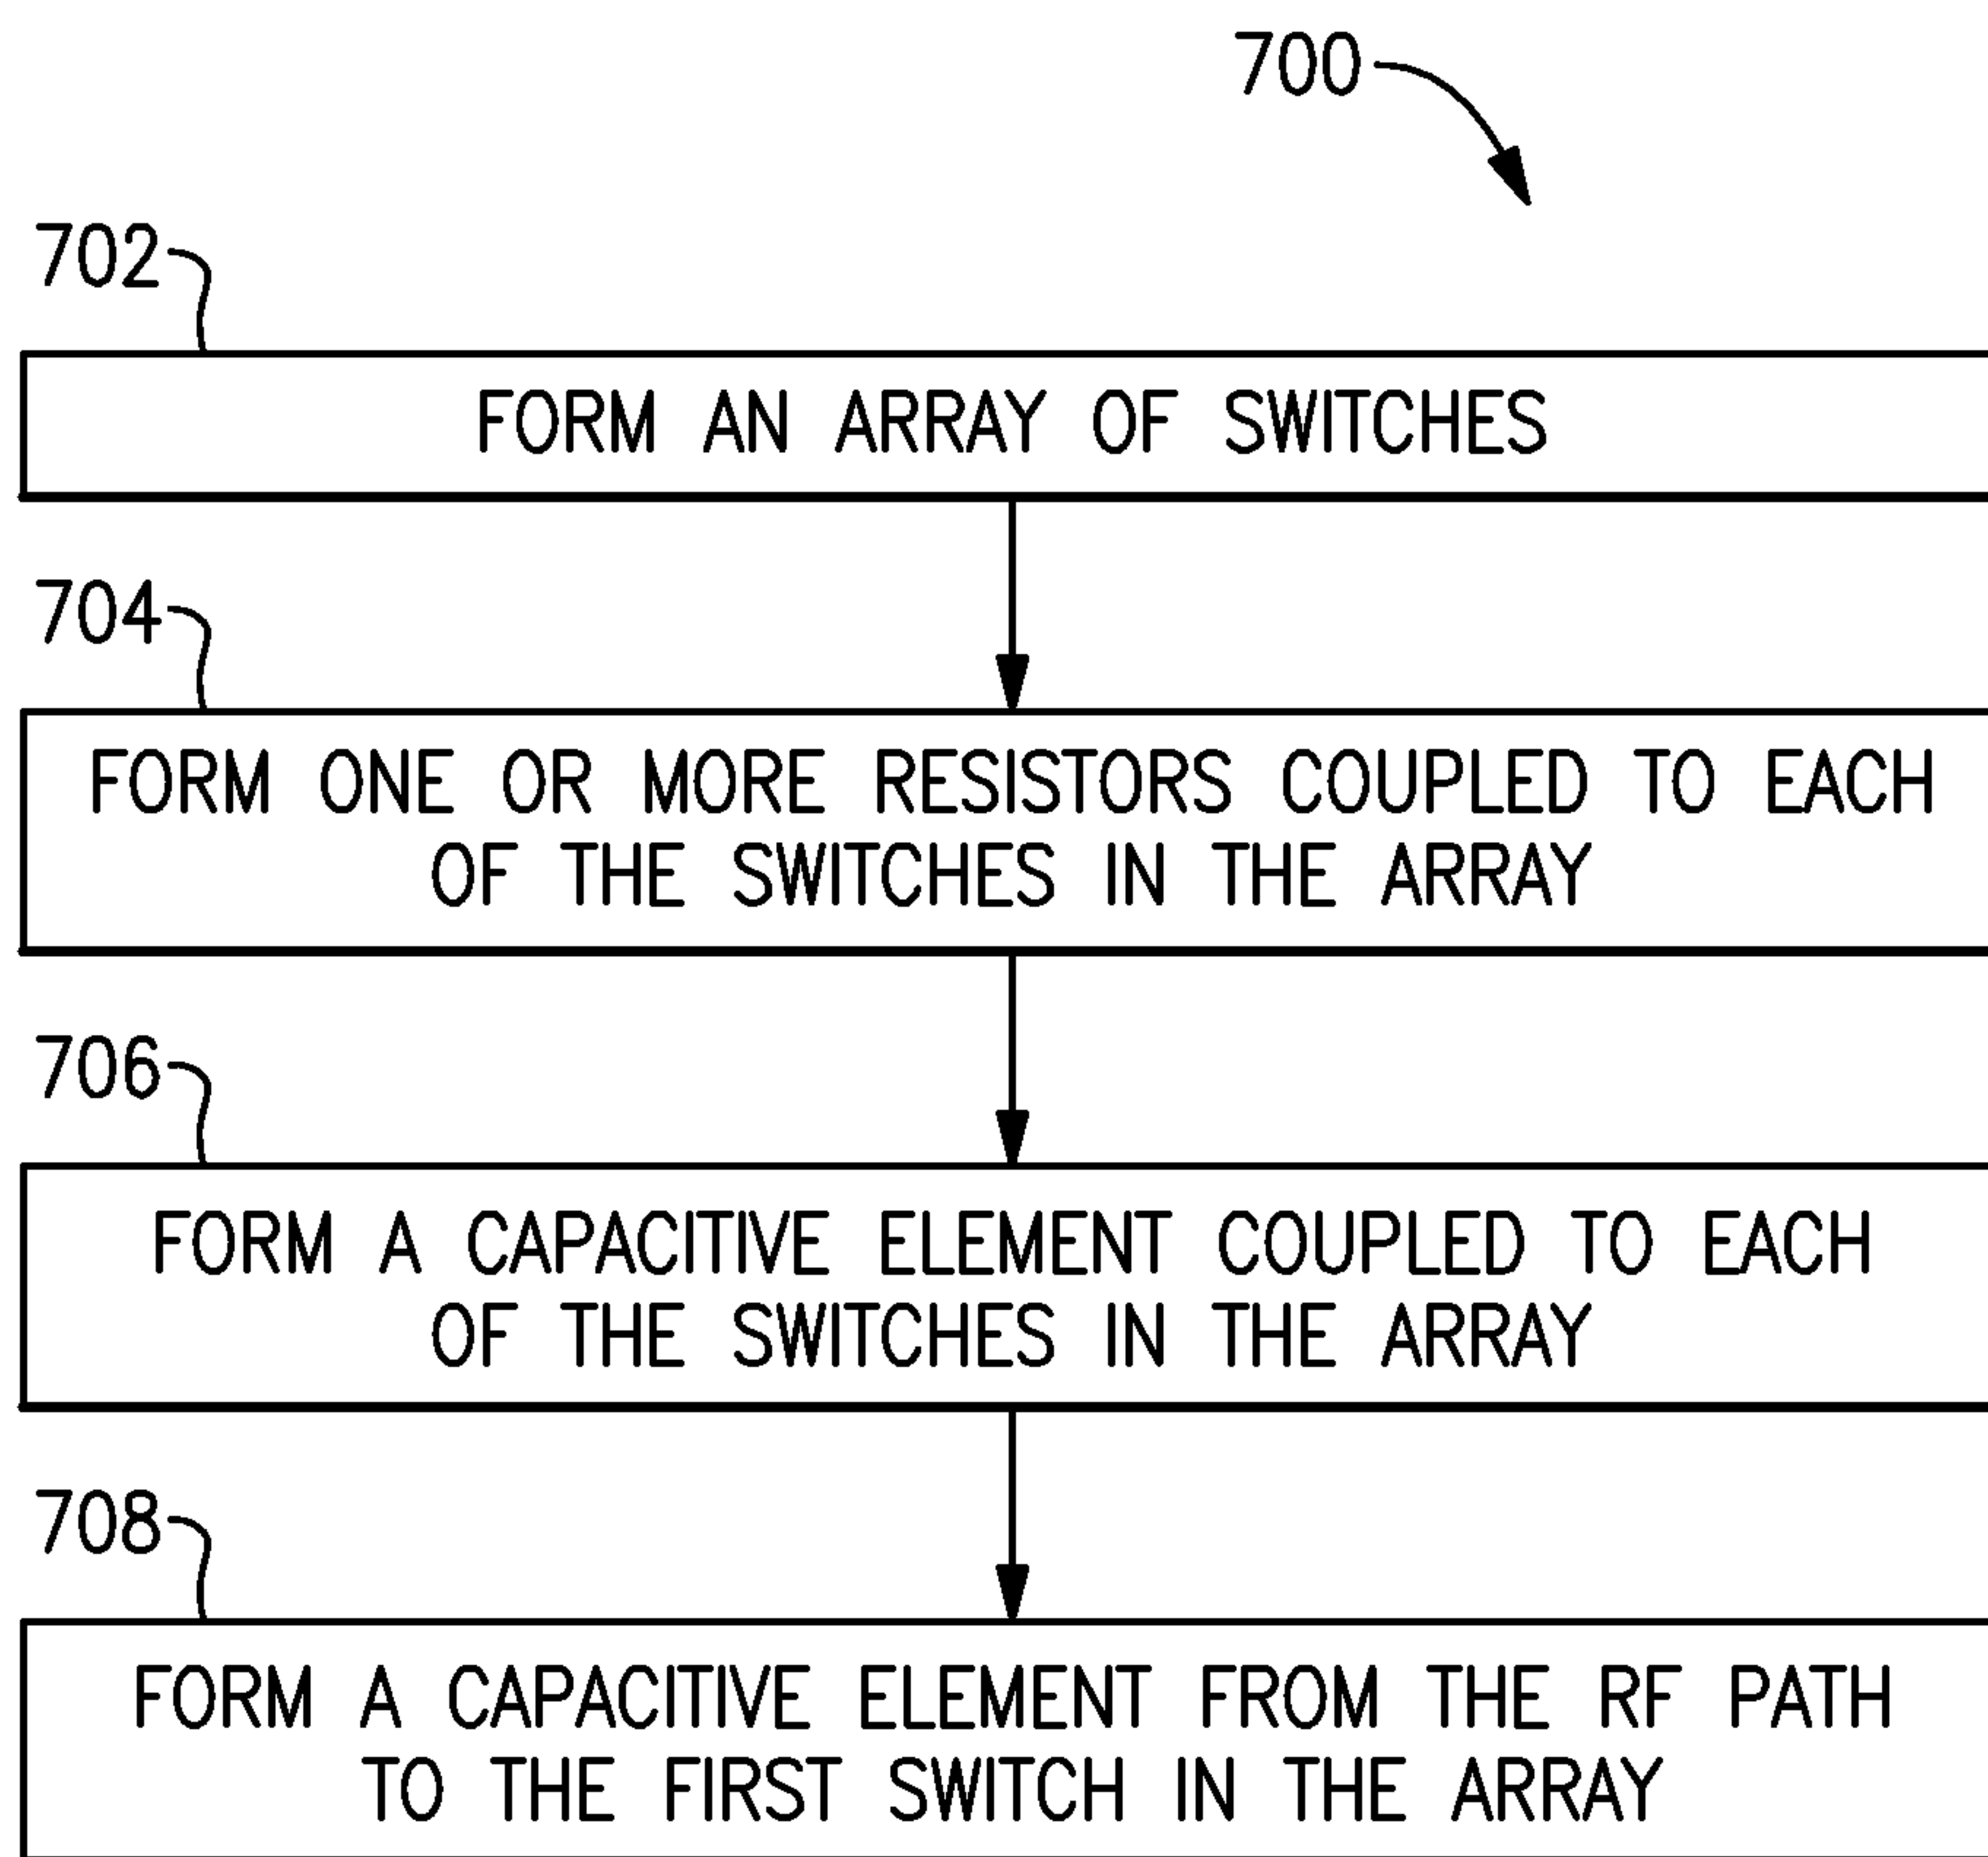 700
702
FORM AN ARRAY OF SWITCHES
704
FORM ONE OR MORE RESISTORS COUPLED TO EACH
OF THE SWITCHES IN THE ARRAY
706
FORM A CAPACITIVE ELEMENT COUPLED TO EACH
OF THE SWITCHES IN THE ARRAY
708
FORM A CAPACITIVE ELEMENT FROM THE RF PATH
TO THE FIRST SWITCH IN THE ARRAY